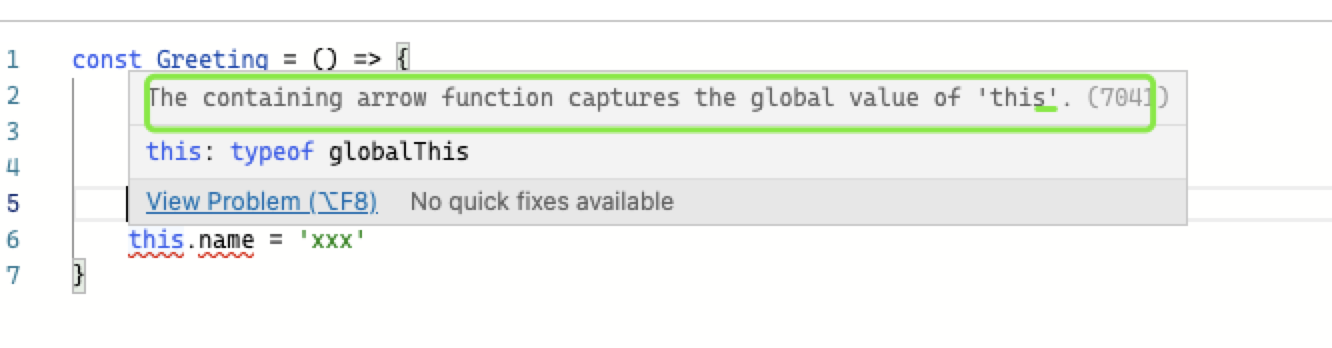 1 const Greeting = () => {
2 The containing arrow function captures the global value of 'this'. (7041)
3
this: typeof globalThis
4
5 View Problem (⌥F8) No quick fixes available
6 this.name = 'xxx'
7 }